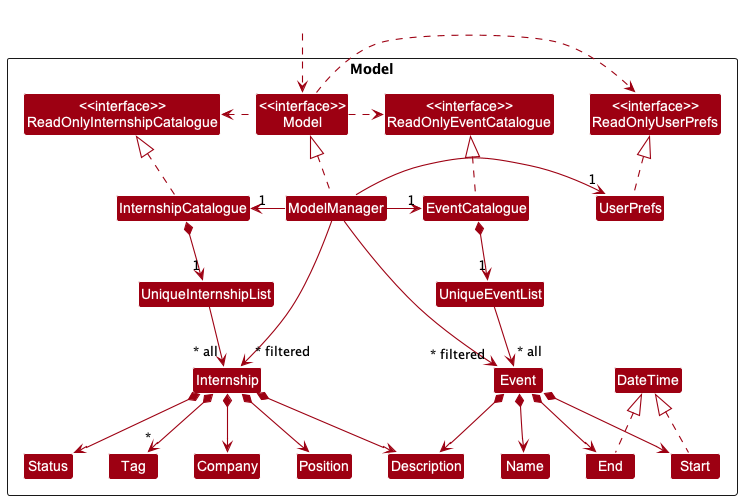 Model
<<interface>>
ReadOnlyInternshipCatalogue
<<interface>>
Model
<<interface>>
ReadOnlyEventCatalogue
<<interface>>
ReadOnlyUserPrefs
InternshipCatalogue
1
ModelManager
1
EventCatalogue
1
UserPrefs
1
UniqueInternshipList
1
UniqueEventList
* all
* filtered
* filtered
* all
Internship
Event
DateTime
*
Status
Tag
Company
Position
Description
Name
End
Start